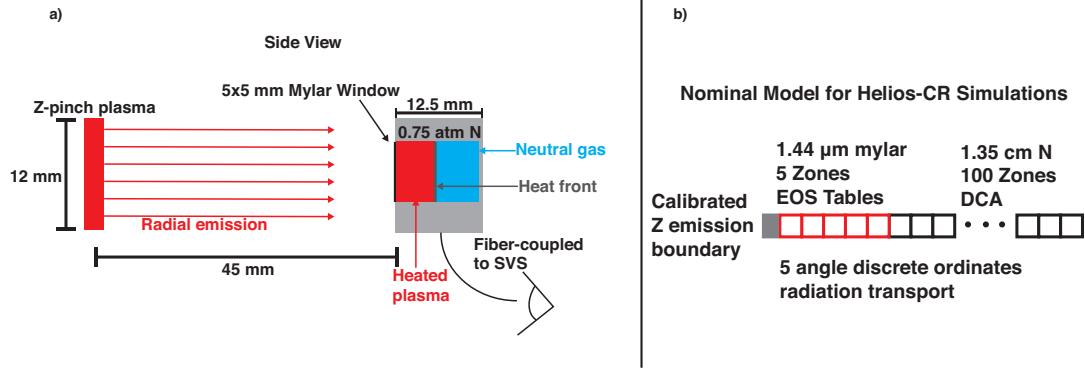 a)
Side View
5x5 mm Mylar Window
12.5 mm
Z-pinch plasma
0.75 atm N
Neutral gas
12 mm
Heat front
Radial emission
45 mm
Heated
plasma
Fiber-coupled
to SVS
b)
Nominal Model for Helios-CR Simulations
1.44 µm mylar
5 Zones
EOS Tables
1.35 cm N
100 Zones
DCA
Calibrated
Z emission
boundary
5 angle discrete ordinates
radiation transport